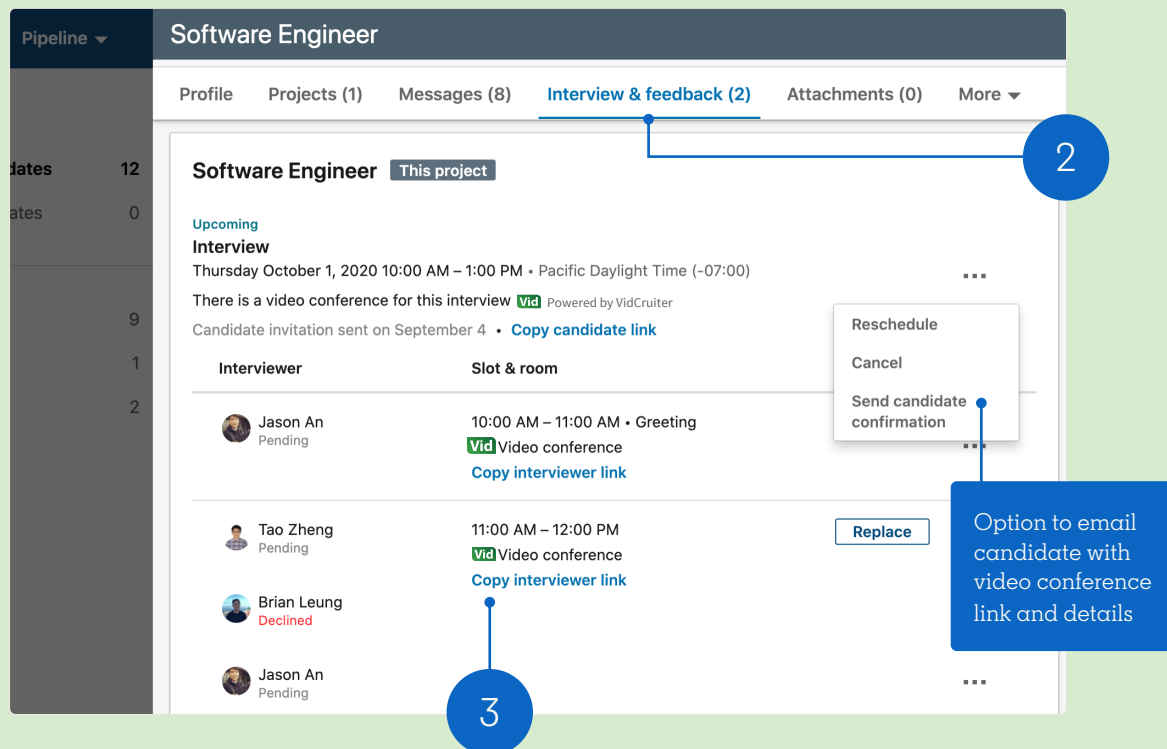 Pipeline
Software Engineer
Profile Projects (1) Messages (8) Interview & feedback (2) Attachments (0) More
2
dates 12
ates 0
9
1
2
Software Engineer This project
Upcoming
Interview
Thursday October 1, 2020 10:00 AM – 1:00 PM • Pacific Daylight Time (-07:00)
There is a video conference for this interview Vid Powered by VidCruiter
Candidate invitation sent on September 4 • Copy candidate link
Reschedule
Cancel
Send candidate
confirmation
Interviewer Slot & room
Jason An
Pending
10:00 AM – 11:00 AM • Greeting
Vid Video conference
Copy interviewer link
Tao Zheng
Pending
11:00 AM – 12:00 PM
Vid Video conference
Copy interviewer link
Replace
Option to email
candidate with
video conference
link and details
Brian Leung
Declined
Jason An
Pending
3